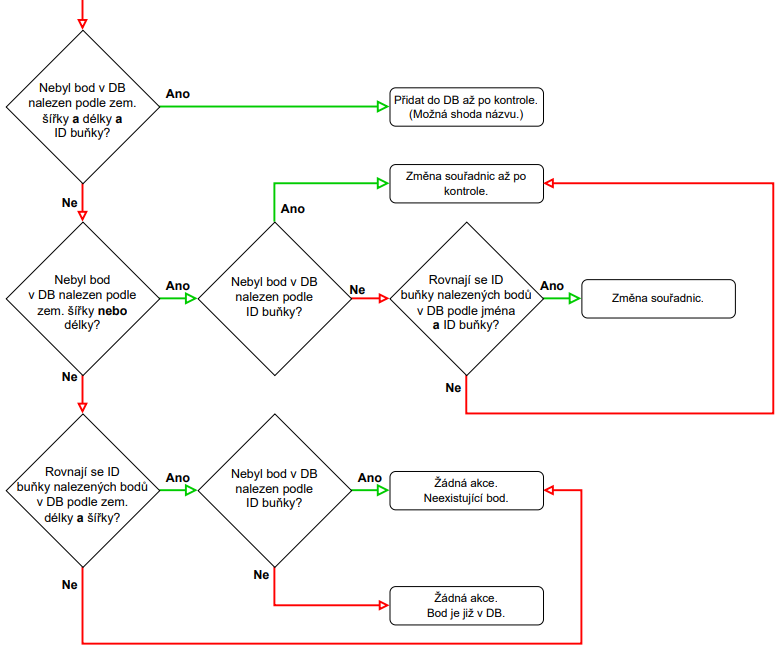 Nebyl bod v DB
nalezen podle zem.
šířky a délky a
ID buňky?
Ano
Přidat do DB až po kontrole.
(Možná shoda názvu.)
Ne
Změna souřadnic až po
kontrole.
Ano
Nebyl bod
v DB nalezen podle
zem. šířky nebo
délky?
Ano
Nebyl bod v DB
nalezen podle
ID buňky?
Ne
Rovnají se ID
buňky nalezených bodů
v DB podle jména
a ID buňky?
Ano
Změna souřadnic.
Ne
Ne
Rovnají se ID
buňky nalezených bodů
v DB podle zem.
délky a šířky?
Ano
Nebyl bod v DB
nalezen podle
ID buňky?
Ano
Žádná akce.
Neexistující bod.
Ne
Ne
Žádná akce.
Bod je již v DB.